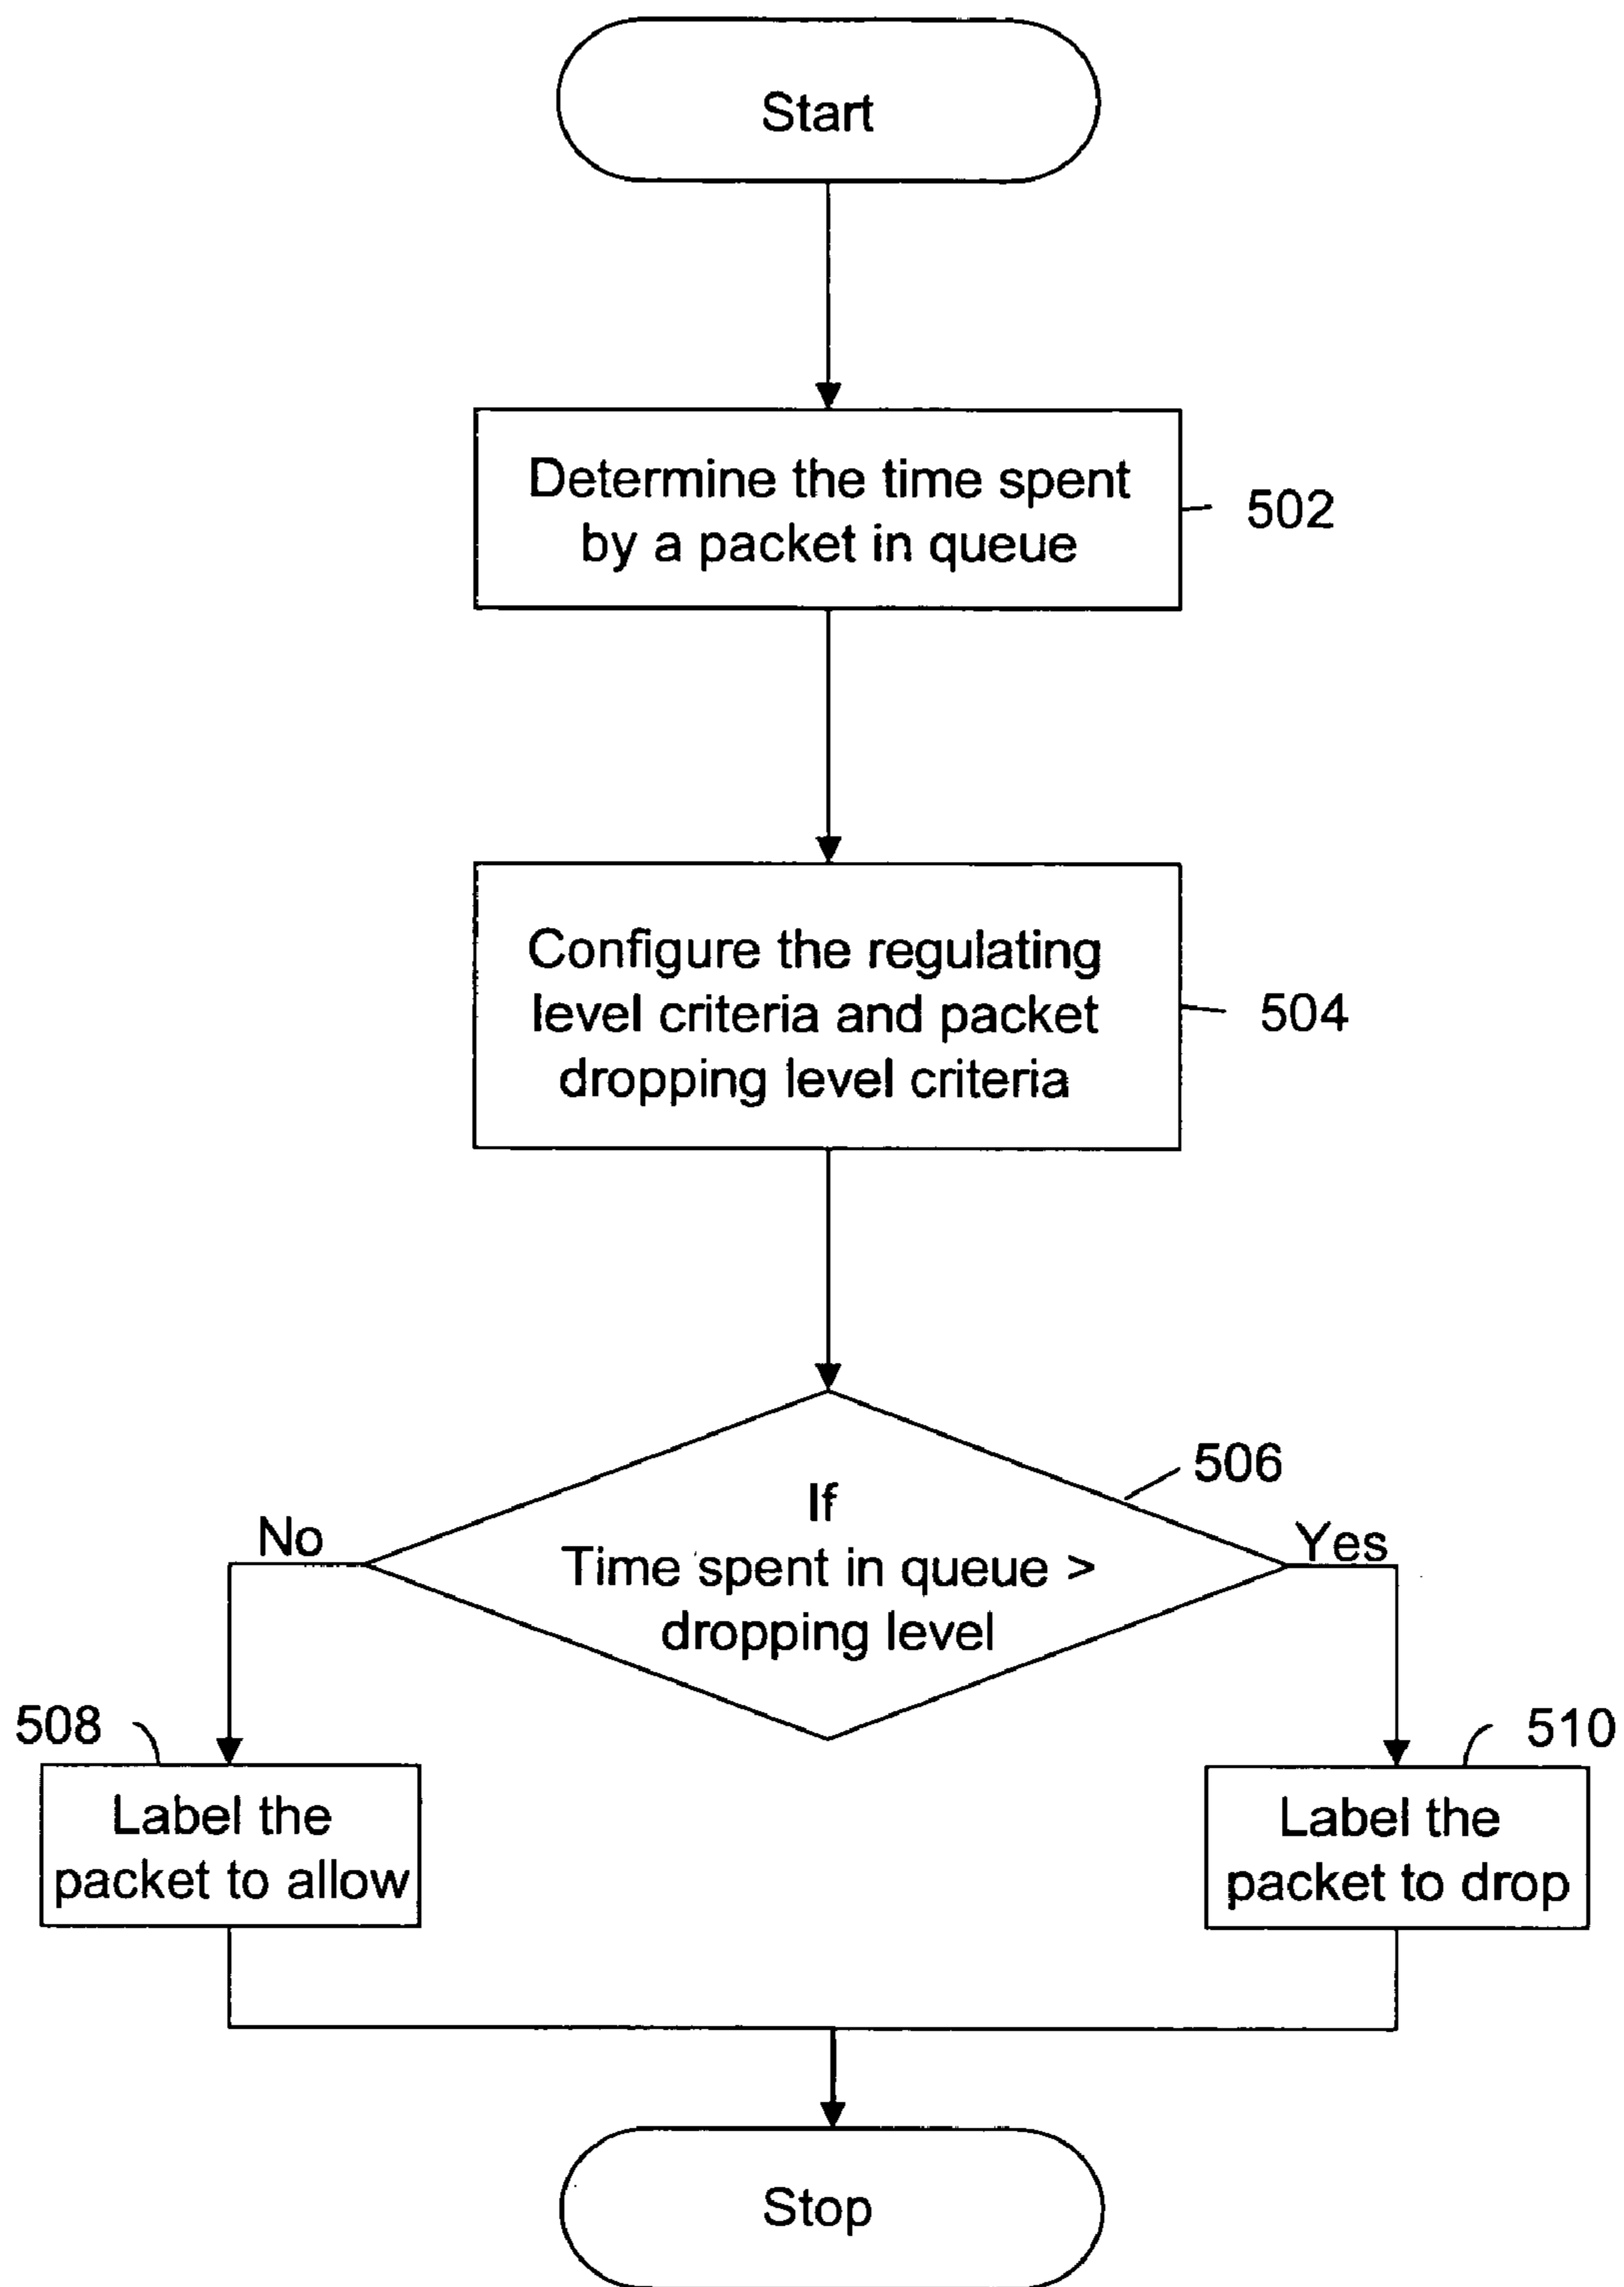 Start
Determine the time spent
by a packet in queue
502
Configure the regulating
level criteria and packet
dropping level criteria
504
506
If
Time spent in queue >
dropping level
No
Yes
508
510
Label the
packet to allow
Label the
packet to drop
Stop